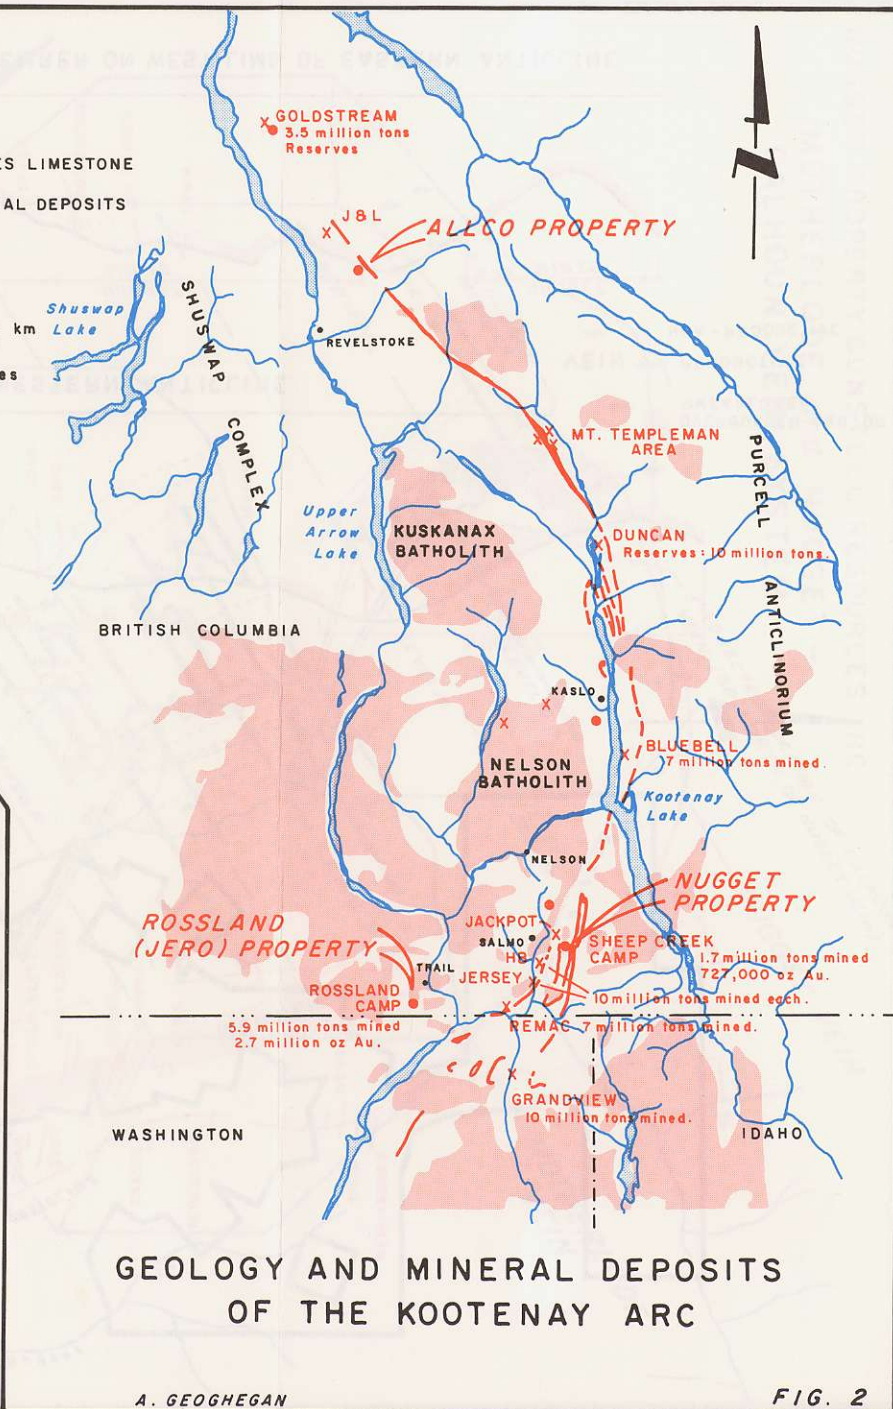 GOLDSTREAM
3.5 million tons
Reserves
ES LIMESTONE
AL DEPOSITS
J & L
ALLCO PROPERTY
Shuswap
Lake
km
es
SHUSWAP
COMPLEX
REVELSTOKE
MT. TEMPLEMAN
AREA
PURCELL
ANTICLINORIUM
Upper
Arrow
Lake
KUSKANAX
BATHOLITH
DUNCAN
Reserves: 10 million tons.
BRITISH COLUMBIA
KASLO
BLUEBELL
7 million tons mined.
NELSON
BATHOLITH
Kootenay
Lake
NELSON
NUGGET
PROPERTY
ROSSLAND
(JERO) PROPERTY
JACKPOT
SALMO
SHEEP CREEK
CAMP
1.7 million tons mined
727,000 oz Au.
HB
TRAIL
JERSEY
ROSSLAND
CAMP
10 million tons mined each.
5.9 million tons mined
2.7 million oz Au.
REMAC 7 million tons mined.
GRANDVIEW
10 million tons mined.
WASHINGTON
IDAHO
GEOLOGY AND MINERAL DEPOSITS
OF THE KOOTENAY ARC
A. GEOGHEGAN
FIG. 2